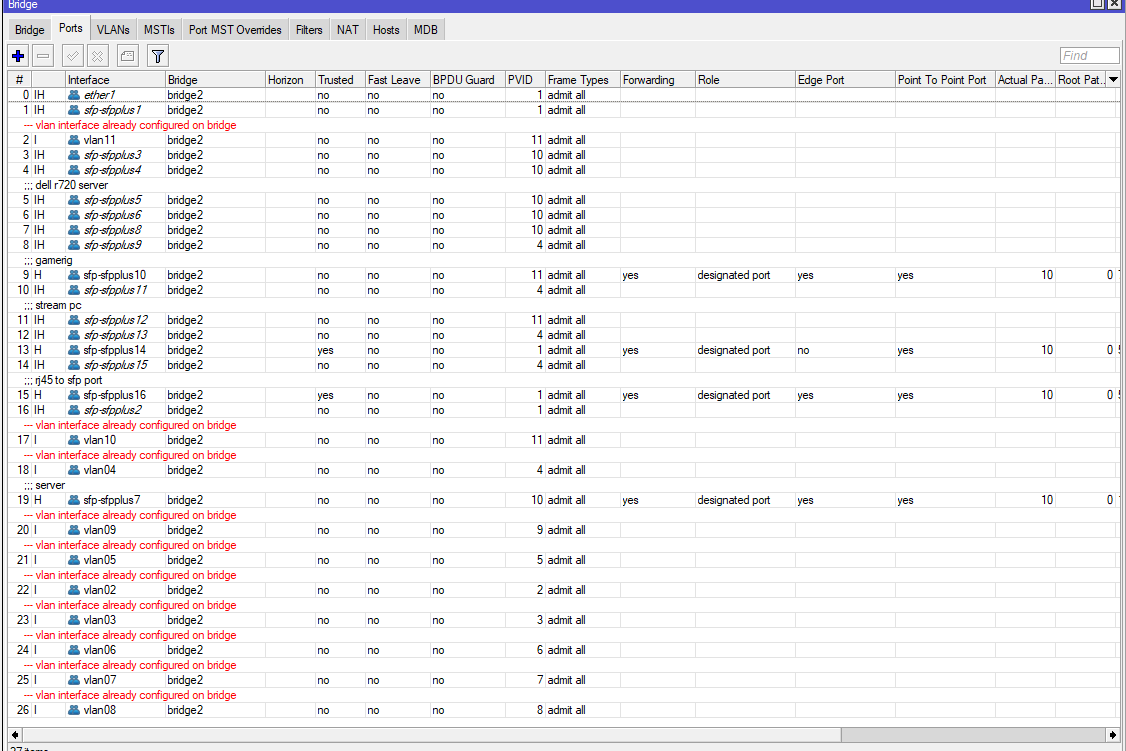 Bridge
Bridge Ports VLANs MSTIs Port MST Overrides Filters NAT Hosts MDB
Find
# Interface Bridge Horizon Trusted Fast Leave BPDU Guard PVID Frame Types Forwarding Role Edge Port Point To Point Port Actual Pa... Root Pat...
0 IH ether1 bridge2 no no no 1 admit all
1 IH sfp-sfpplus1 bridge2 no no no 1 admit all
--- vlan interface already configured on bridge
2 I vlan11 bridge2 no no no 11 admit all
3 IH sfp-sfpplus3 bridge2 no no no 10 admit all
4 IH sfp-sfpplus4 bridge2 no no no 10 admit all
;;; dell r720 server
5 IH sfp-sfpplus5 bridge2 no no no 10 admit all
6 IH sfp-sfpplus6 bridge2 no no no 10 admit all
7 IH sfp-sfpplus8 bridge2 no no no 10 admit all
8 IH sfp-sfpplus9 bridge2 no no no 4 admit all
;;; gamerig
9 H sfp-sfpplus10 bridge2 no no no 11 admit all yes designated port yes yes 10 0
10 IH sfp-sfpplus11 bridge2 no no no 4 admit all
;;; stream pc
11 IH sfp-sfpplus12 bridge2 no no no 11 admit all
12 IH sfp-sfpplus13 bridge2 no no no 4 admit all
13 H sfp-sfpplus14 bridge2 yes no no 1 admit all yes designated port no yes 10 0
14 IH sfp-sfpplus15 bridge2 no no no 4 admit all
;;; rj45 to sfp port
15 H sfp-sfpplus16 bridge2 yes no no 1 admit all yes designated port yes yes 10 0
16 IH sfp-sfpplus2 bridge2 no no no 1 admit all
--- vlan interface already configured on bridge
17 I vlan10 bridge2 no no no 11 admit all
--- vlan interface already configured on bridge
18 I vlan04 bridge2 no no no 4 admit all
;;; server
19 H sfp-sfpplus7 bridge2 no no no 10 admit all yes designated port yes yes 10 0
--- vlan interface already configured on bridge
20 I vlan09 bridge2 no no no 9 admit all
--- vlan interface already configured on bridge
21 I vlan05 bridge2 no no no 5 admit all
--- vlan interface already configured on bridge
22 I vlan02 bridge2 no no no 2 admit all
--- vlan interface already configured on bridge
23 I vlan03 bridge2 no no no 3 admit all
--- vlan interface already configured on bridge
24 I vlan06 bridge2 no no no 6 admit all
--- vlan interface already configured on bridge
25 I vlan07 bridge2 no no no 7 admit all
--- vlan interface already configured on bridge
26 I vlan08 bridge2 no no no 8 admit all
27 items